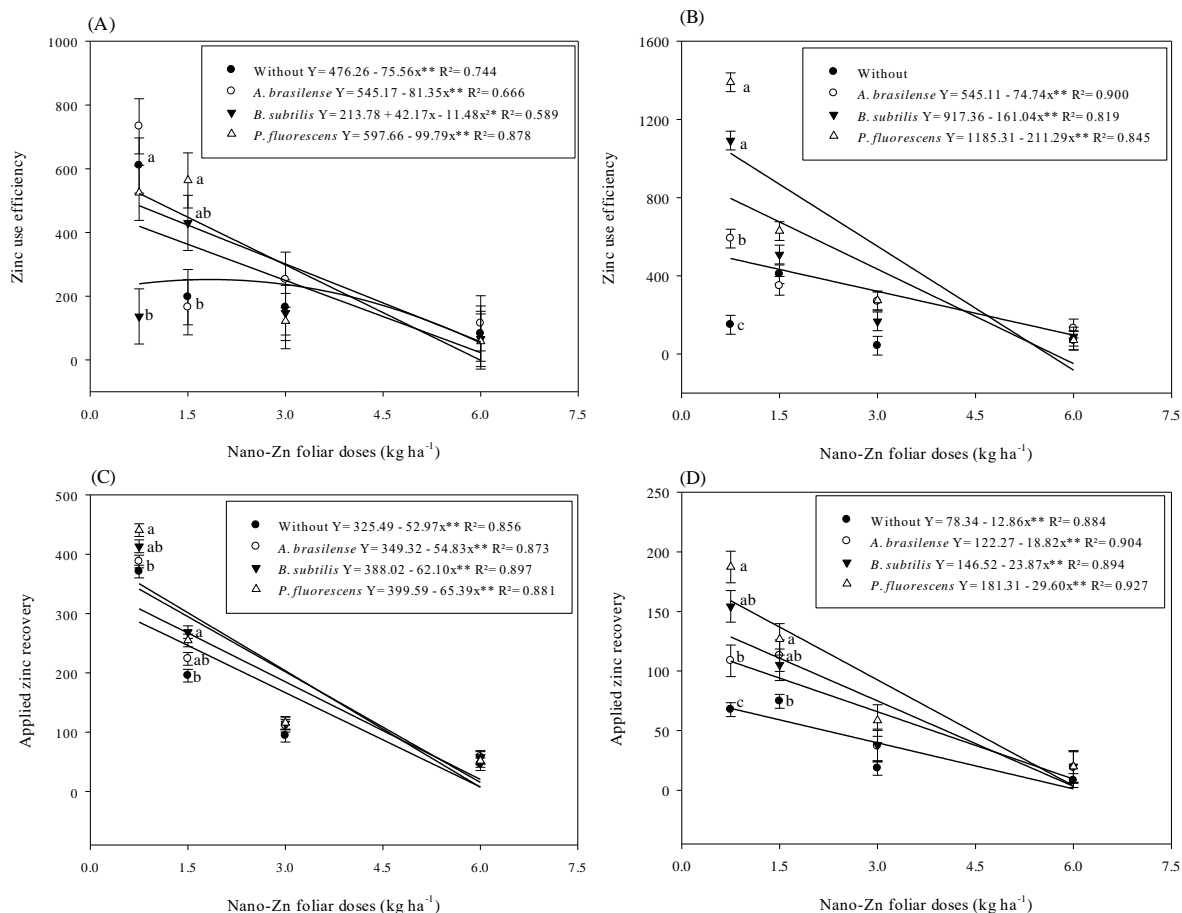 (A)
1000
800
600
400
200
0
Zinc use efficiency
Without Y= 476.26 - 75.56x** R²= 0.744
A. brasilense Y= 545.17 - 81.35x** R²= 0.666
B. subtilis Y= 213.78 + 42.17x - 11.48x²* R²= 0.589
P. fluorescens Y= 597.66 - 99.79x** R²= 0.878
a
b
a
ab
b
0.0 1.5 3.0 4.5 6.0 7.5
Nano-Zn foliar doses (kg ha⁻¹)
(B)
1600
1200
800
400
0
Zinc use efficiency
Without
A. brasilense Y= 545.11 - 74.74x** R²= 0.900
B. subtilis Y= 917.36 - 161.04x** R²= 0.819
P. fluorescens Y= 1185.31 - 211.29x** R²= 0.845
a
a
b
c
0.0 1.5 3.0 4.5 6.0 7.5
Nano-Zn foliar doses (kg ha⁻¹)
(C)
500
400
300
200
100
0
Applied zinc recovery
Without Y= 325.49 - 52.97x** R²= 0.856
A. brasilense Y= 349.32 - 54.83x** R²= 0.873
B. subtilis Y= 388.02 - 62.10x** R²= 0.897
P. fluorescens Y= 399.59 - 65.39x** R²= 0.881
a
ab
b
a
ab
b
0.0 1.5 3.0 4.5 6.0 7.5
Nano-Zn foliar doses (kg ha⁻¹)
(D)
250
200
150
100
50
0
Applied zinc recovery
Without Y= 78.34 - 12.86x** R²= 0.884
A. brasilense Y= 122.27 - 18.82x** R²= 0.904
B. subtilis Y= 146.52 - 23.87x** R²= 0.894
P. fluorescens Y= 181.31 - 29.60x** R²= 0.927
a
ab
b
c
a
ab
b
0.0 1.5 3.0 4.5 6.0 7.5
Nano-Zn foliar doses (kg ha⁻¹)